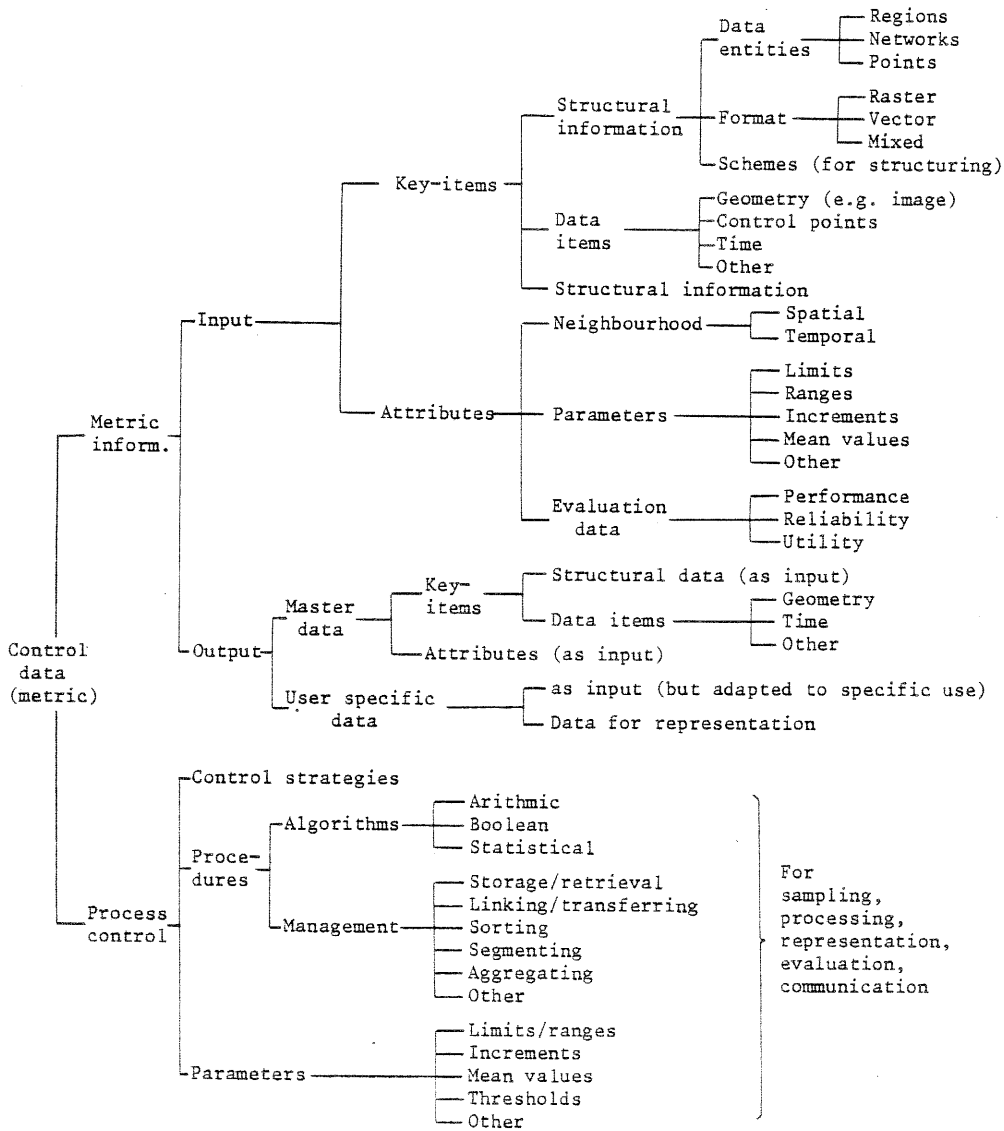 Data
entities
Regions
Networks
Points
Structural
information
Format
Raster
Vector
Mixed
Schemes (for structuring)
Key-items
Data
items
Geometry (e.g. image)
Control points
Time
Other
Structural information
Input
Neighbourhood
Spatial
Temporal
Attributes
Parameters
Limits
Ranges
Increments
Mean values
Other
Metric
inform.
Evaluation
data
Performance
Reliability
Utility
Key-
items
Structural data (as input)
Master
data
Data items
Geometry
Time
Other
Output
Attributes (as input)
Control
data
(metric)
User specific
data
as input (but adapted to specific use)
Data for representation
Control strategies
Algorithms
Arithmic
Boolean
Statistical
Proce-
dures
Process
control
Management
Storage/retrieval
Linking/transferring
Sorting
Segmenting
Aggregating
Other
For
sampling,
processing,
representation,
evaluation,
communication
Parameters
Limits/ranges
Increments
Mean values
Thresholds
Other